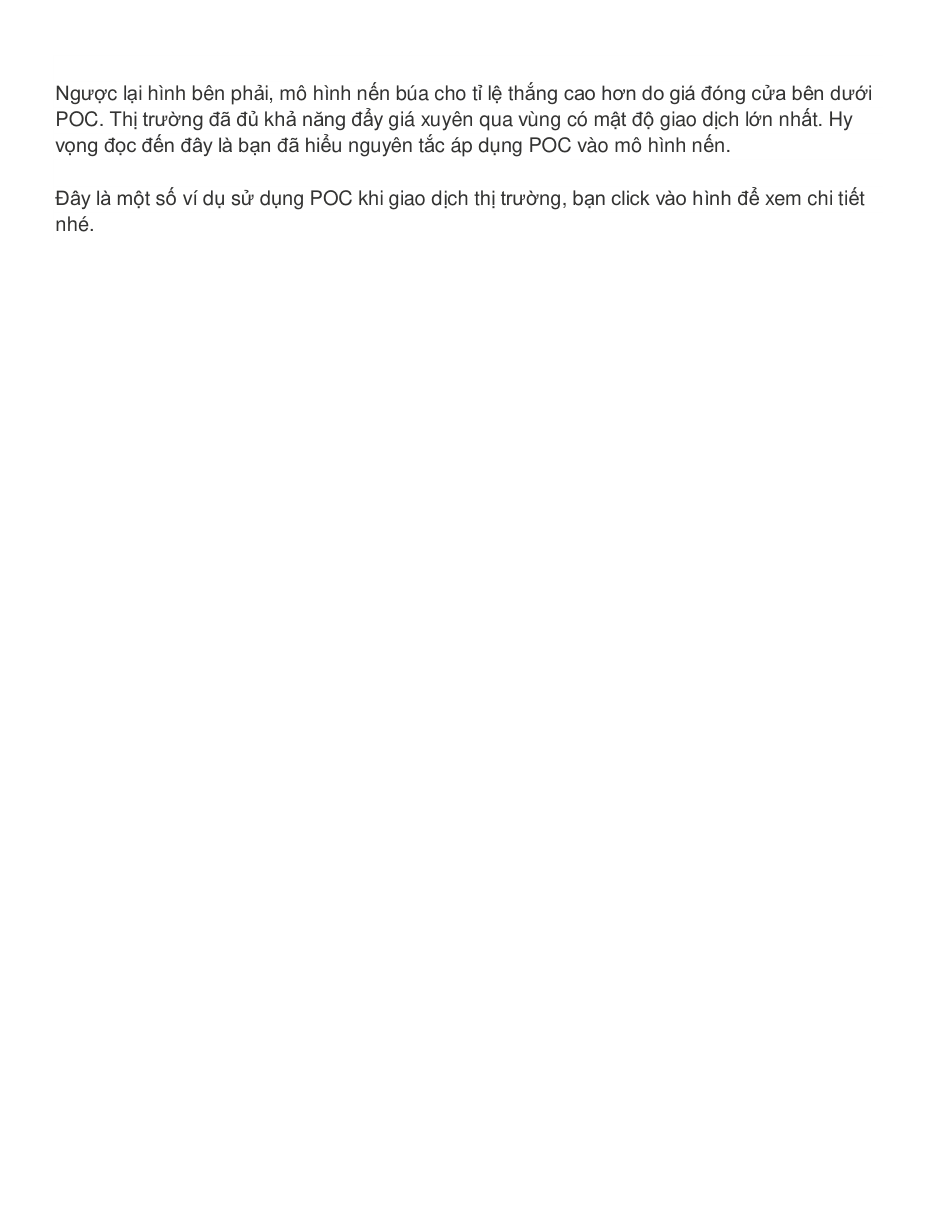 Ngược lại hình bên phải, mô hình nến búa cho tỉ lệ thắng cao hơn do giá đóng cửa bên dưới
POC. Thị trường đã đủ khả năng đẩy giá xuyên qua vùng có mật độ giao dịch lớn nhất. Hy
vọng đọc đến đây là bạn đã hiểu nguyên tắc áp dụng POC vào mô hình nến.
Đây là một số ví dụ sử dụng POC khi giao dịch thị trường, bạn click vào hình để xem chi tiết
nhé.